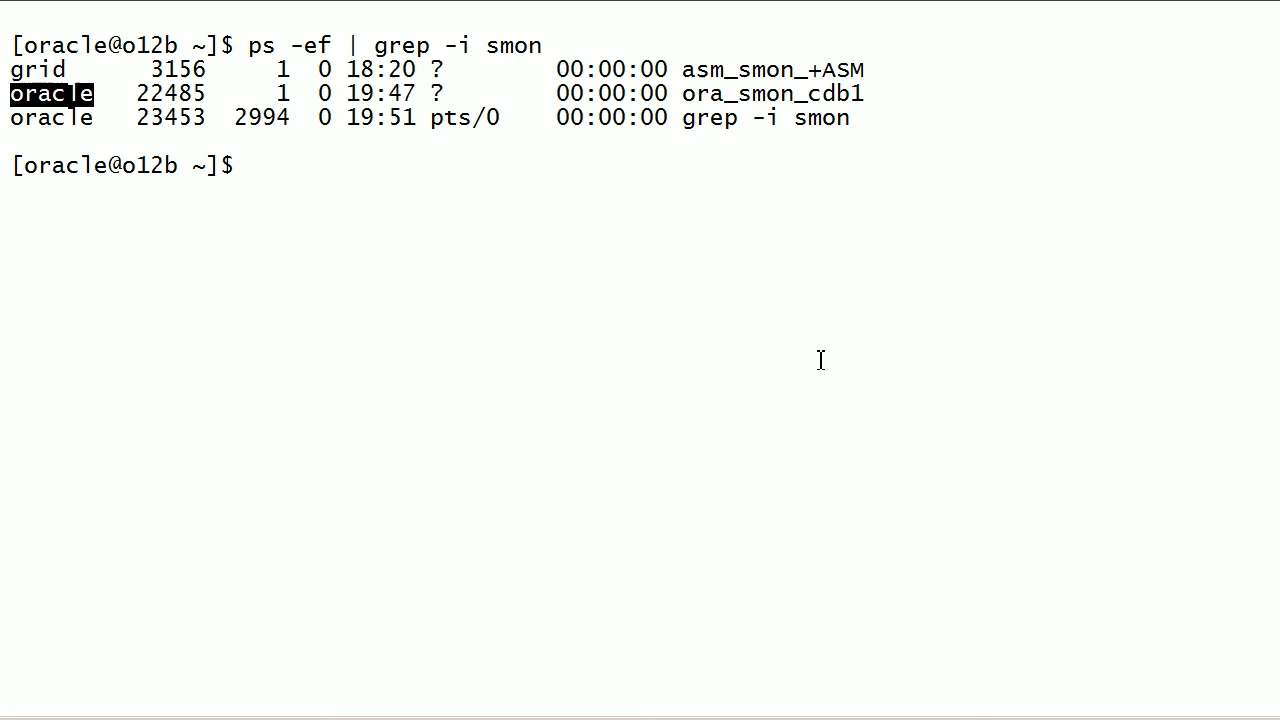 [oracle@o12b ~]$ ps -ef | grep -i smon
grid      3156     1  0 18:20 ?        00:00:00 asm_smon_+ASM
oracle   22485     1  0 19:47 ?        00:00:00 ora_smon_cdb1
oracle   23453  2994  0 19:51 pts/0    00:00:00 grep -i smon
[oracle@o12b ~]$